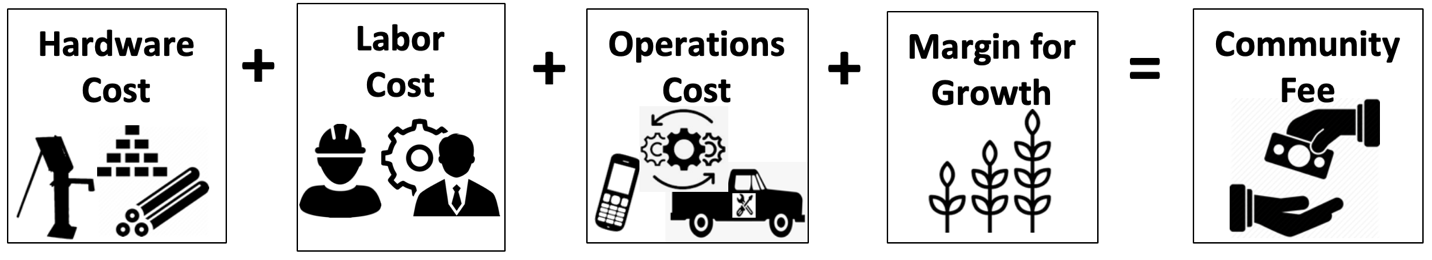 Hardware
Cost
+
Labor
Cost
+
Operations
Cost
+
Margin for
Growth
=
Community
Fee